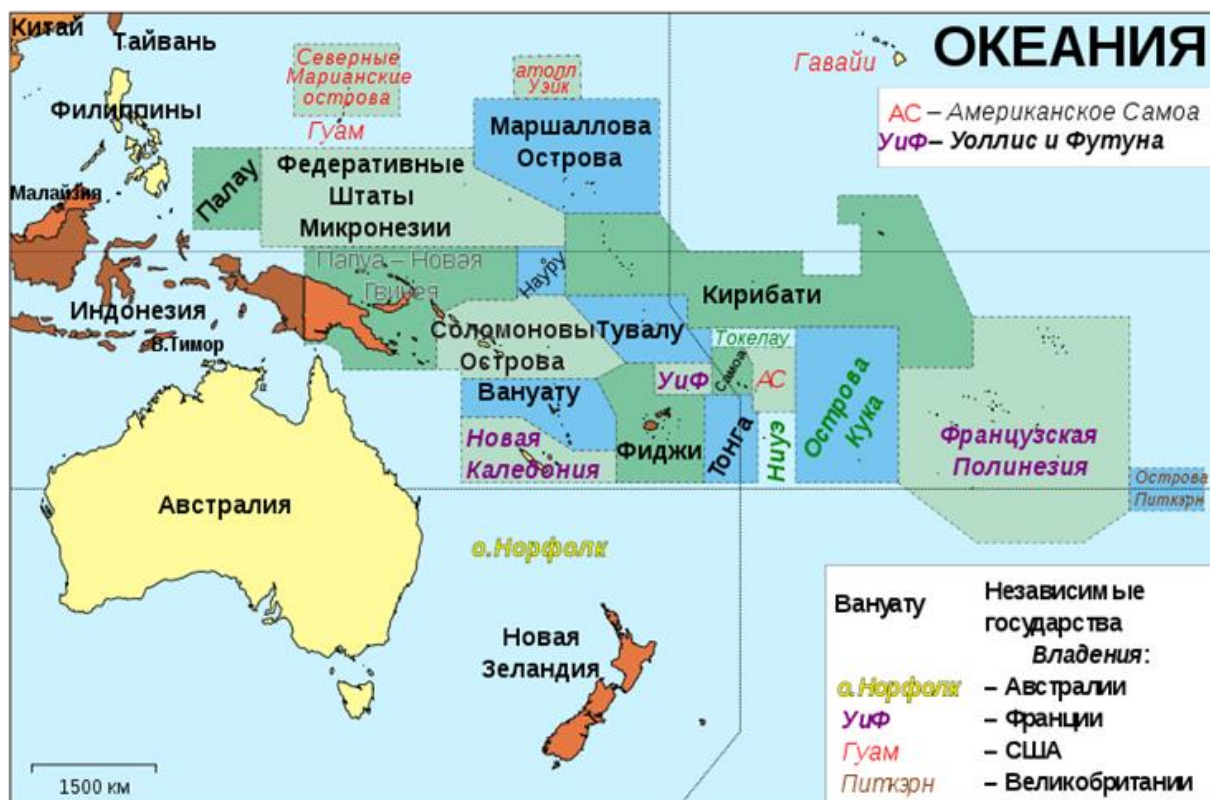 Китай
Тайвань
Филиппины
Малайзия
Северные
Марианские
острова
Гуам
атолл
Уэйк
Гавайи
ОКЕАНИЯ
АС – Американское Самоа
УиФ– Уоллис и Футуна
Маршаллова
Острова
Палау
Федеративные
Штаты
Микронезии
Папуа – Новая
Гвинея
Науру
Кирибати
Индонезия
В.Тимор
Соломоновы
Острова
Тувалу
Токелау
УиФ
Самоа
АС
Вануату
Новая
Каледония
Фиджи
Тонга
Ниуэ
Острова
Кука
Французская
Полинезия
Острова
Питкэрн
Австралия
о.Норфолк
Новая
Зеландия
1500 км
Вануату Независимые
государства
Владения:
о.Норфолк – Австралии
УиФ – Франции
Гуам – США
Питкэрн – Великобритании